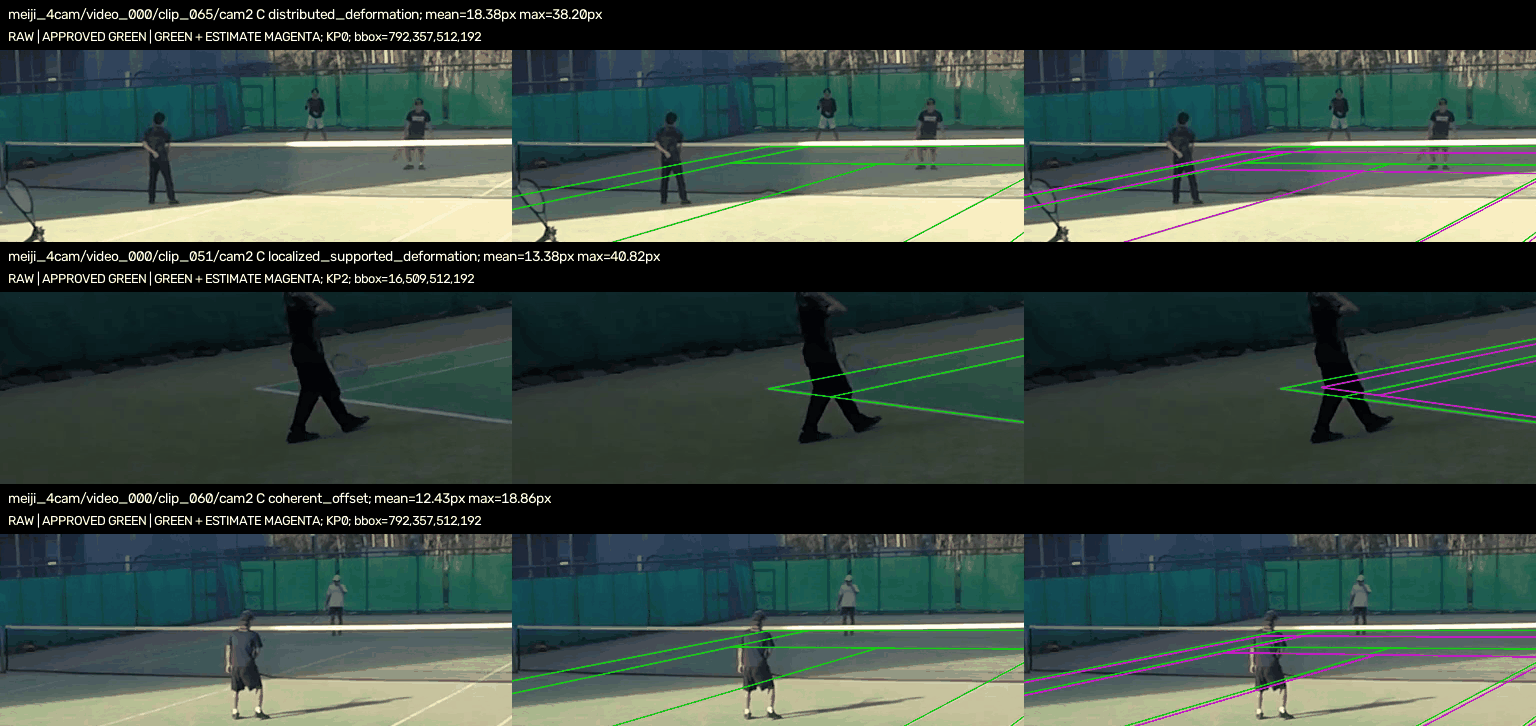 meiji_4cam/video_000/clip_065/cam2 C distributed_deformation; mean=18.38px max=38.20px
RAW | APPROVED GREEN | GREEN + ESTIMATE MAGENTA; KP0; bbox=792,357,512,192
meiji_4cam/video_000/clip_051/cam2 C localized_supported_deformation; mean=13.38px max=40.82px
RAW | APPROVED GREEN | GREEN + ESTIMATE MAGENTA; KP2; bbox=16,509,512,192
meiji_4cam/video_000/clip_060/cam2 C coherent_offset; mean=12.43px max=18.86px
RAW | APPROVED GREEN | GREEN + ESTIMATE MAGENTA; KP0; bbox=792,357,512,192